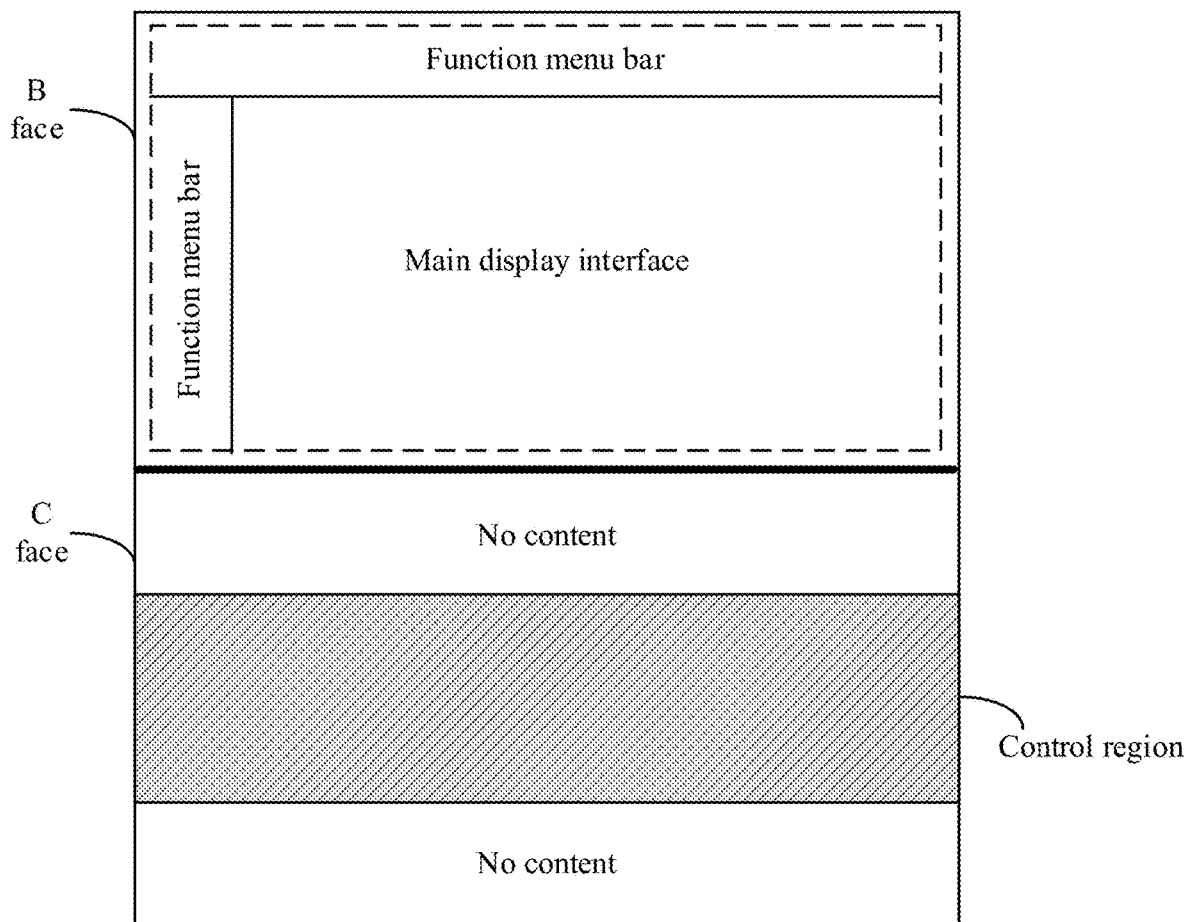 Function menu bar
B
face
Function menu bar
Main display interface
C
face
No content
Control region
No content